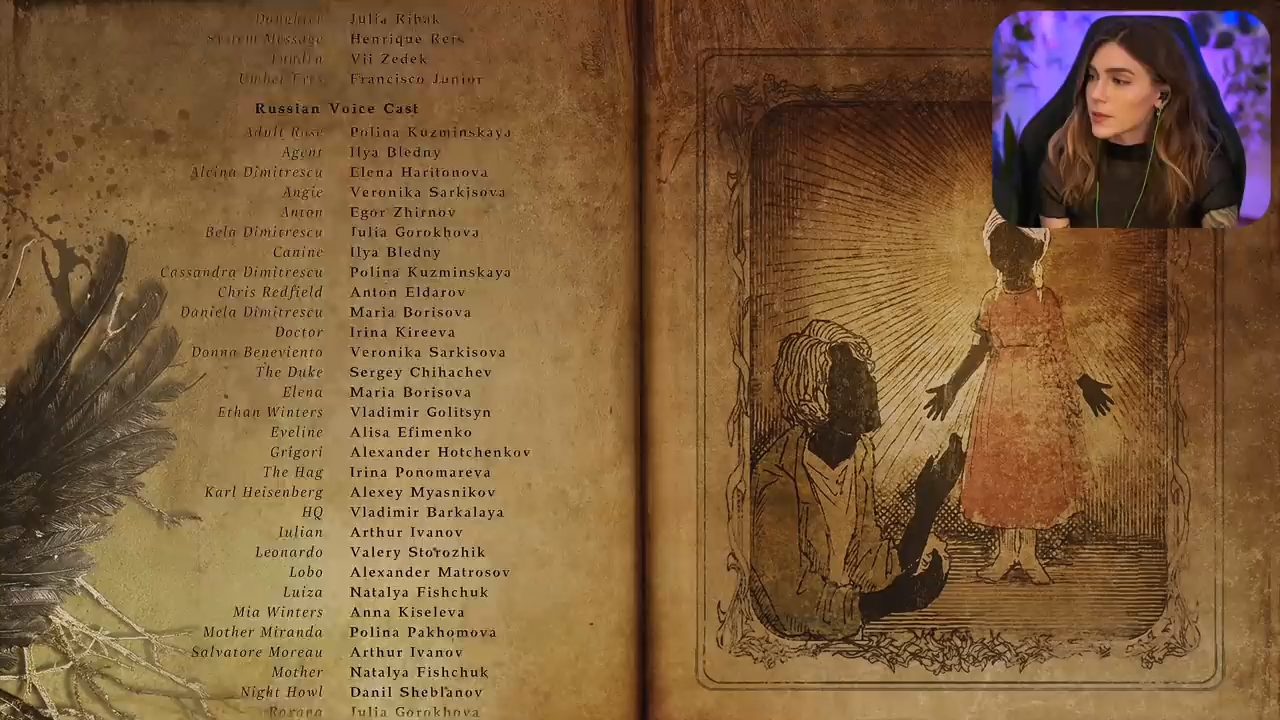 Daughter Julia Ribak
System Message Henrique Reis
Vii Zedek
Francisco Junior
Russian Voice Cast
Adult Rose Polina Kuzminskaya
Agent Ilya Bledny
Alcina Dimitrescu Elena Haritonova
Angie Veronika Sarkisova
Anton Egor Zhirnov
Bela Dimitrescu Julia Gorokhova
Canine Ilya Bledny
Cassandra Dimitrescu Polina Kuzminskaya
Chris Redfield Anton Eldarov
Daniela Dimitrescu Maria Borisova
Doctor Irina Kireeva
Donna Beneviento Veronika Sarkisova
The Duke Sergey Chihachev
Elena Maria Borisova
Ethan Winters Vladimir Golitsyn
Eveline Alisa Efimenko
Grigori Alexander Hotchenkov
The Hag Irina Ponomareva
Karl Heisenberg Alexey Myasnikov
HQ Vladimir Barkalaya
Iulian Arthur Ivanov
Leonardo Valery Storozhik
Lobo Alexander Matrosov
Luiza Natalya Fishchuk
Mia Winters Anna Kiseleva
Mother Miranda Polina Pakhomova
Salvatore Moreau Arthur Ivanov
Mother Natalya Fishchuk
Night Howl Danil Sheblanov
Roxana Julia Gorokhova